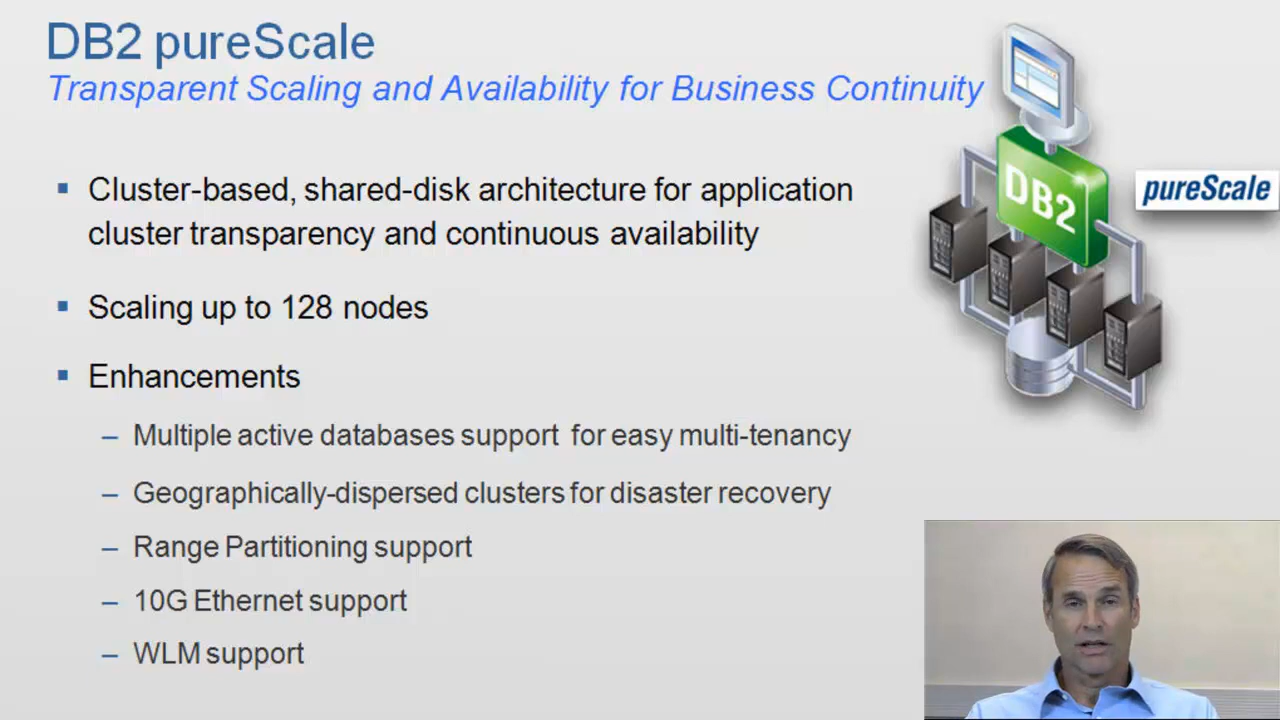 DB2 pureScale
Transparent Scaling and Availability for Business Continuity
▪ Cluster-based, shared-disk architecture for application
cluster transparency and continuous availability
▪ Scaling up to 128 nodes
▪ Enhancements
– Multiple active databases support for easy multi-tenancy
– Geographically-dispersed clusters for disaster recovery
– Range Partitioning support
– 10G Ethernet support
– WLM support
DB2
pureScale